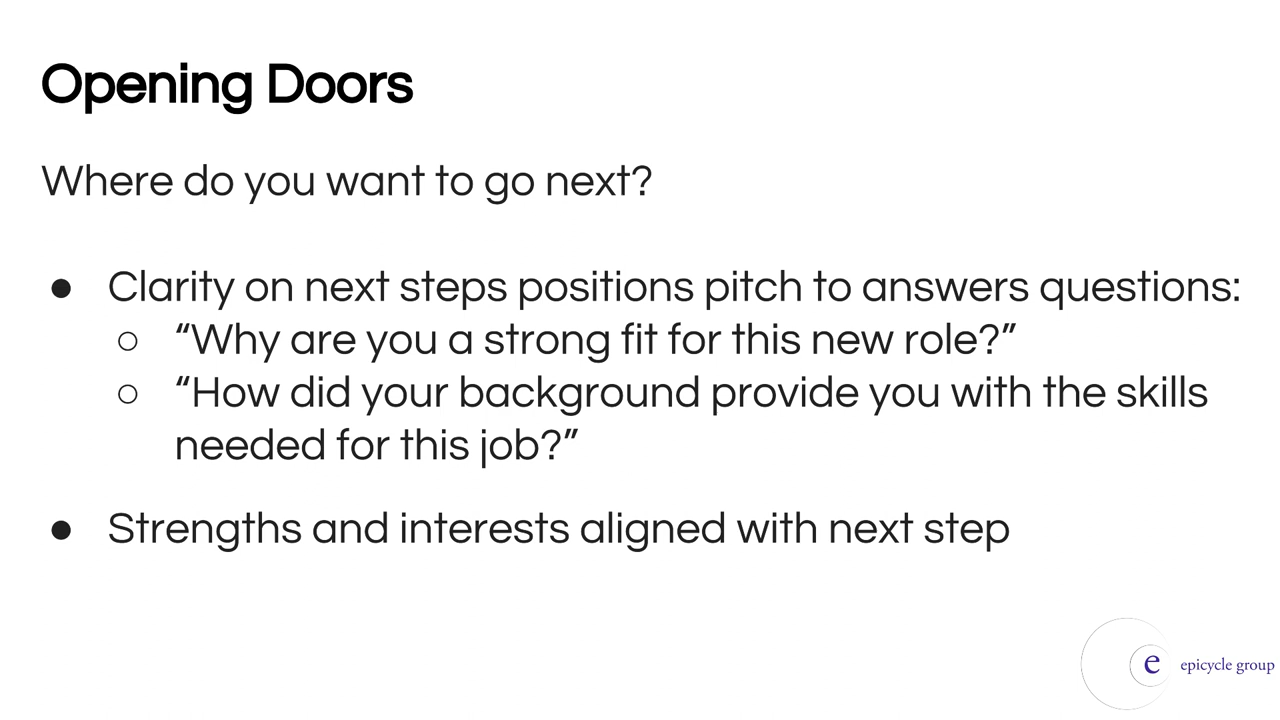 Opening Doors
Where do you want to go next?
● Clarity on next steps positions pitch to answers questions:
○ “Why are you a strong fit for this new role?”
○ “How did your background provide you with the skills
needed for this job?”
● Strengths and interests aligned with next step
e epicycle group